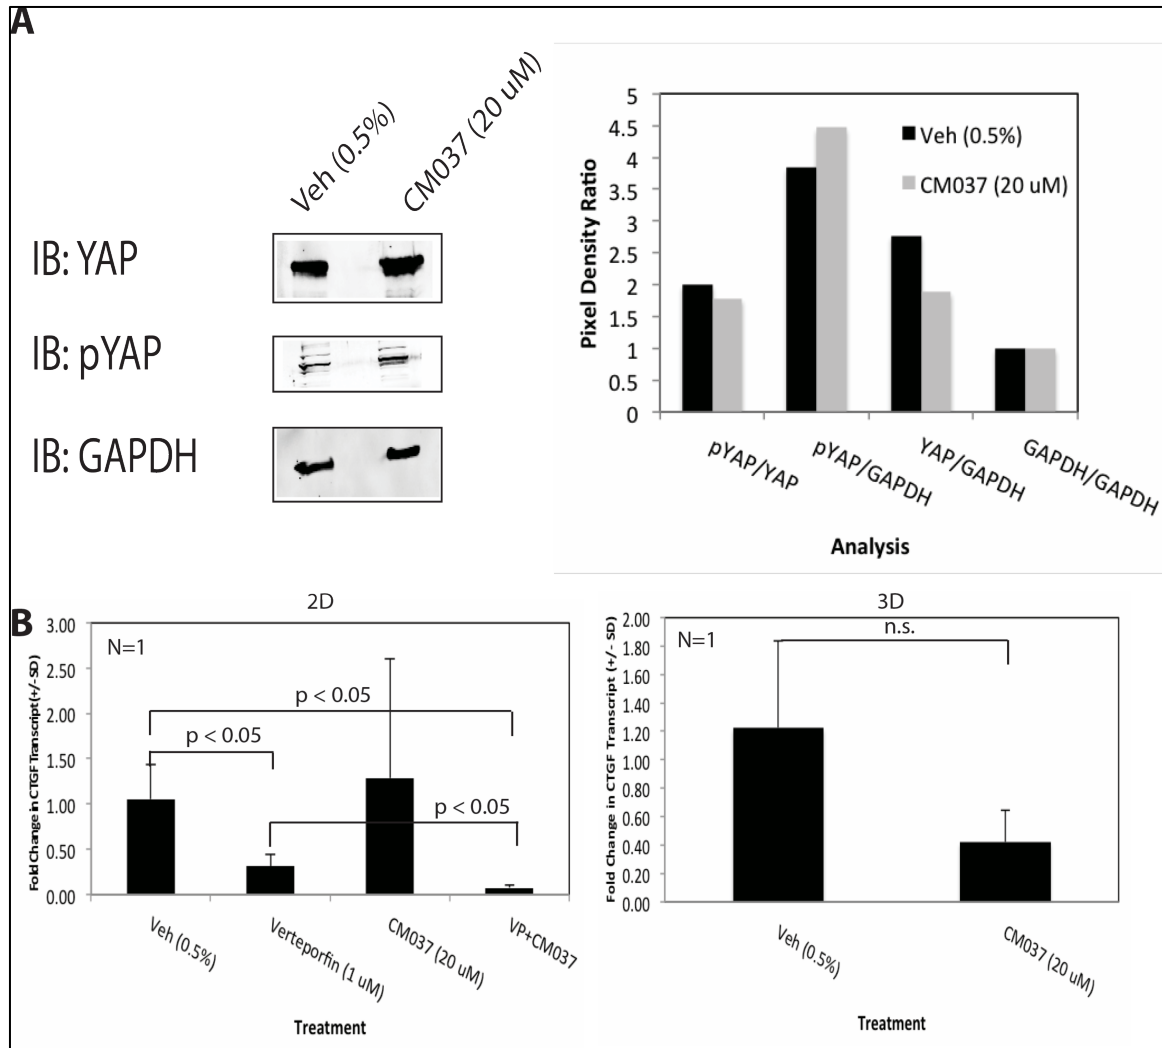 A
Veh (0.5%)
CM037 (20 uM)
IB: YAP
IB: pYAP
IB: GAPDH
Pixel Density Ratio
5
4.5
4
3.5
3
2.5
2
1.5
1
0.5
0
Veh (0.5%)
CM037 (20 uM)
pYAP/YAP
pYAP/GAPDH
YAP/GAPDH
GAPDH/GAPDH
Analysis
B
2D
N=1
Fold Change in CTGF Transcript (+/- SD)
3.00
2.50
2.00
1.50
1.00
0.50
0.00
p < 0.05
p < 0.05
p < 0.05
Veh (0.5%)
Verteporfin (1 uM)
CM037 (20 uM)
VP+CM037
Treatment
3D
N=1
n.s.
Fold Change in CTGF Transcript (+/- SD)
2.00
1.80
1.60
1.40
1.20
1.00
0.80
0.60
0.40
0.20
0.00
Veh (0.5%)
CM037 (20 uM)
Treatment